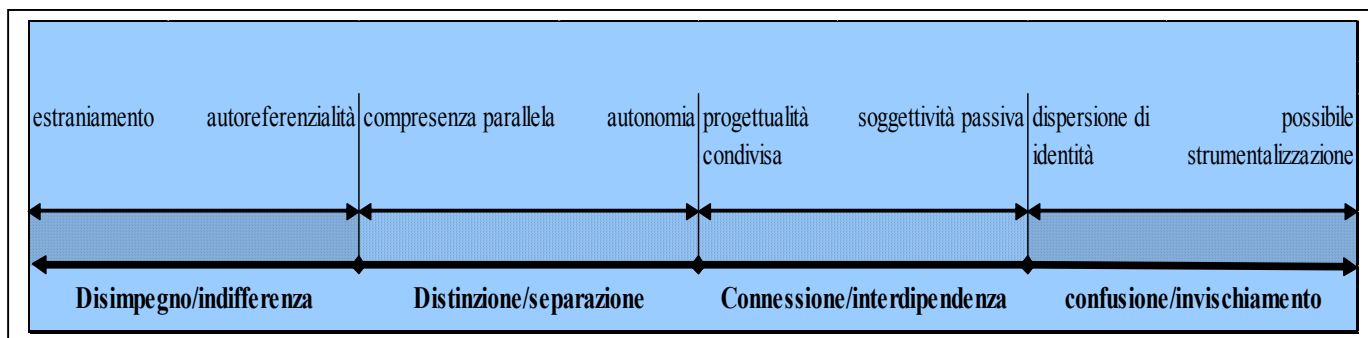 estraniamento autoreferenzialità compresenza parallela autonomia progettualità soggettività passiva dispersione di possibile
condivisa identità strumentalizzazione
Disimpegno/indifferenza Distinzione/separazione Connessione/interdipendenza confusione/invischiamento